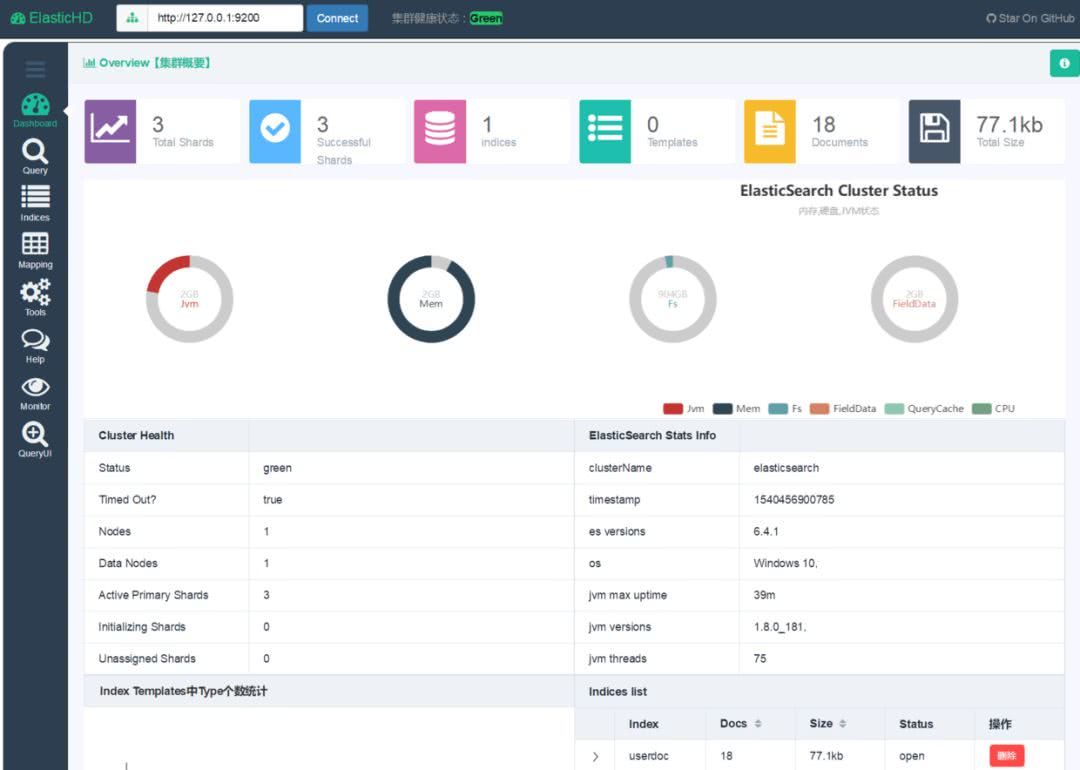 ElasticHD
http://127.0.0.1:9200
Connect
集群健康状态：Green
Star On GitHub
Overview【集群概要】
Dashboard
Query
Indices
Mapping
Tools
Help
Monitor
QueryUI
3
Total Shards
3
Successful
Shards
1
indices
0
Templates
18
Documents
77.1kb
Total Size
ElasticSearch Cluster Status
内存,硬盘,JVM状态
2GB
Jvm
2GB
Mem
904GB
Fs
2GB
FieldData
Jvm Mem Fs FieldData QueryCache CPU
Cluster Health
Status green
Timed Out? true
Nodes 1
Data Nodes 1
Active Primary Shards 3
Initializing Shards 0
Unassigned Shards 0
ElasticSearch Stats Info
clusterName elasticsearch
timestamp 1540456900785
es versions 6.4.1
os Windows 10,
jvm max uptime 39m
jvm versions 1.8.0_181,
jvm threads 75
Index Templates中Type个数统计
Indices list
Index Docs Size Status 操作
userdoc 18 77.1kb open 删除